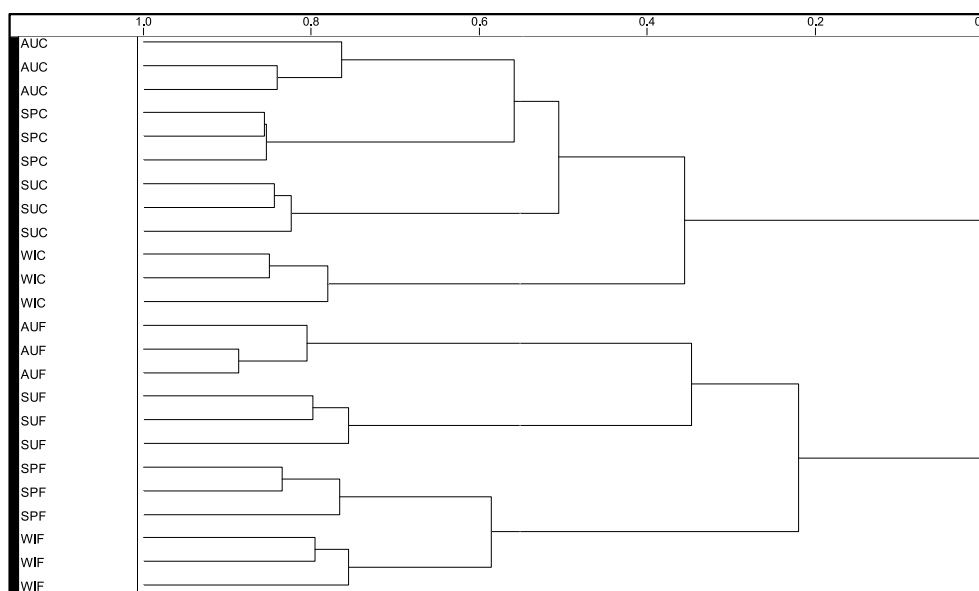 1.0 0.8 0.6 0.4 0.2 0
AUC
AUC
AUC
SPC
SPC
SPC
SUC
SUC
SUC
WIC
WIC
WIC
AUF
AUF
AUF
SUF
SUF
SUF
SPF
SPF
SPF
WIF
WIF
WIF